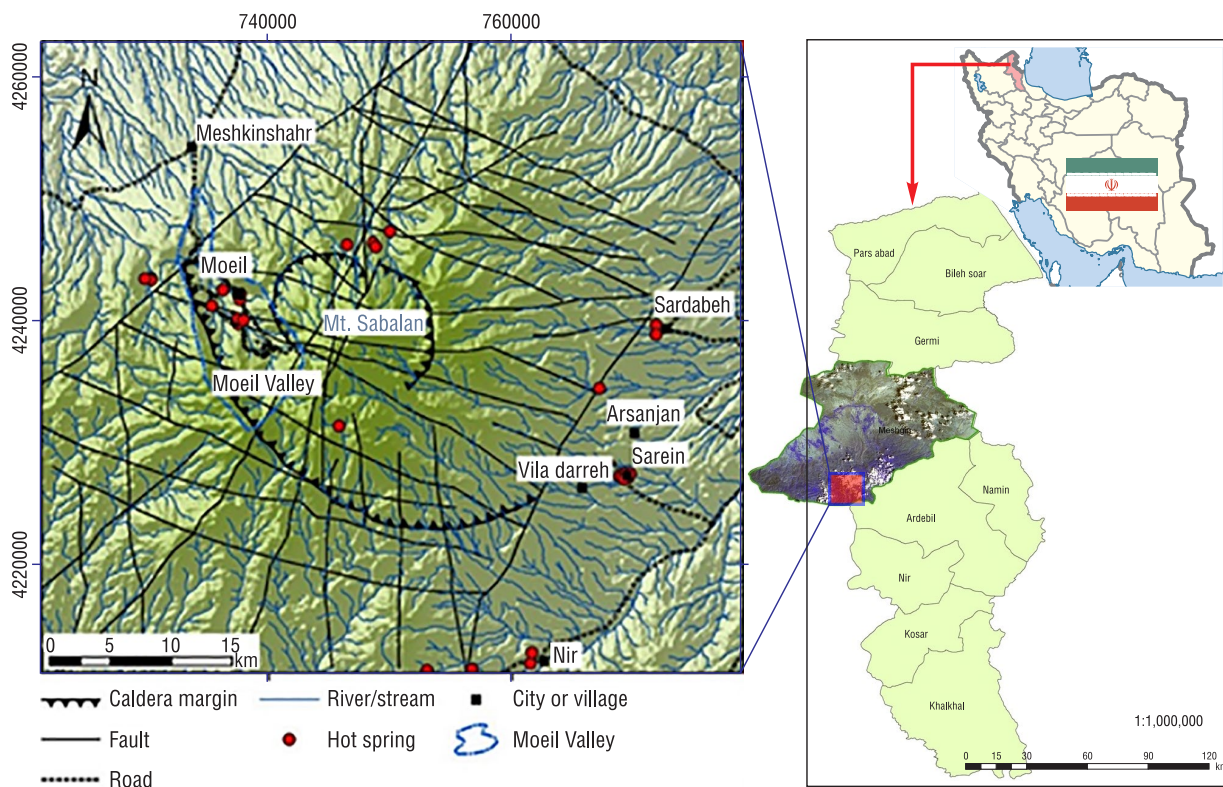 740000
760000
4260000
4240000
4220000
N
Meshkinshahr
Moeil
Mt. Sabalan
Sardabeh
Moeil Valley
Arsanjan
Sarein
Vila darreh
Nir
0 5 10 15
km
Caldera margin
River/stream
City or village
Fault
Hot spring
Moeil Valley
Road
Pars abad
Bileh soar
Germi
Meshgin
Namin
Ardebil
Nir
Kosar
Khalkhal
1:1,000,000
0 15 30 60 90 120
km